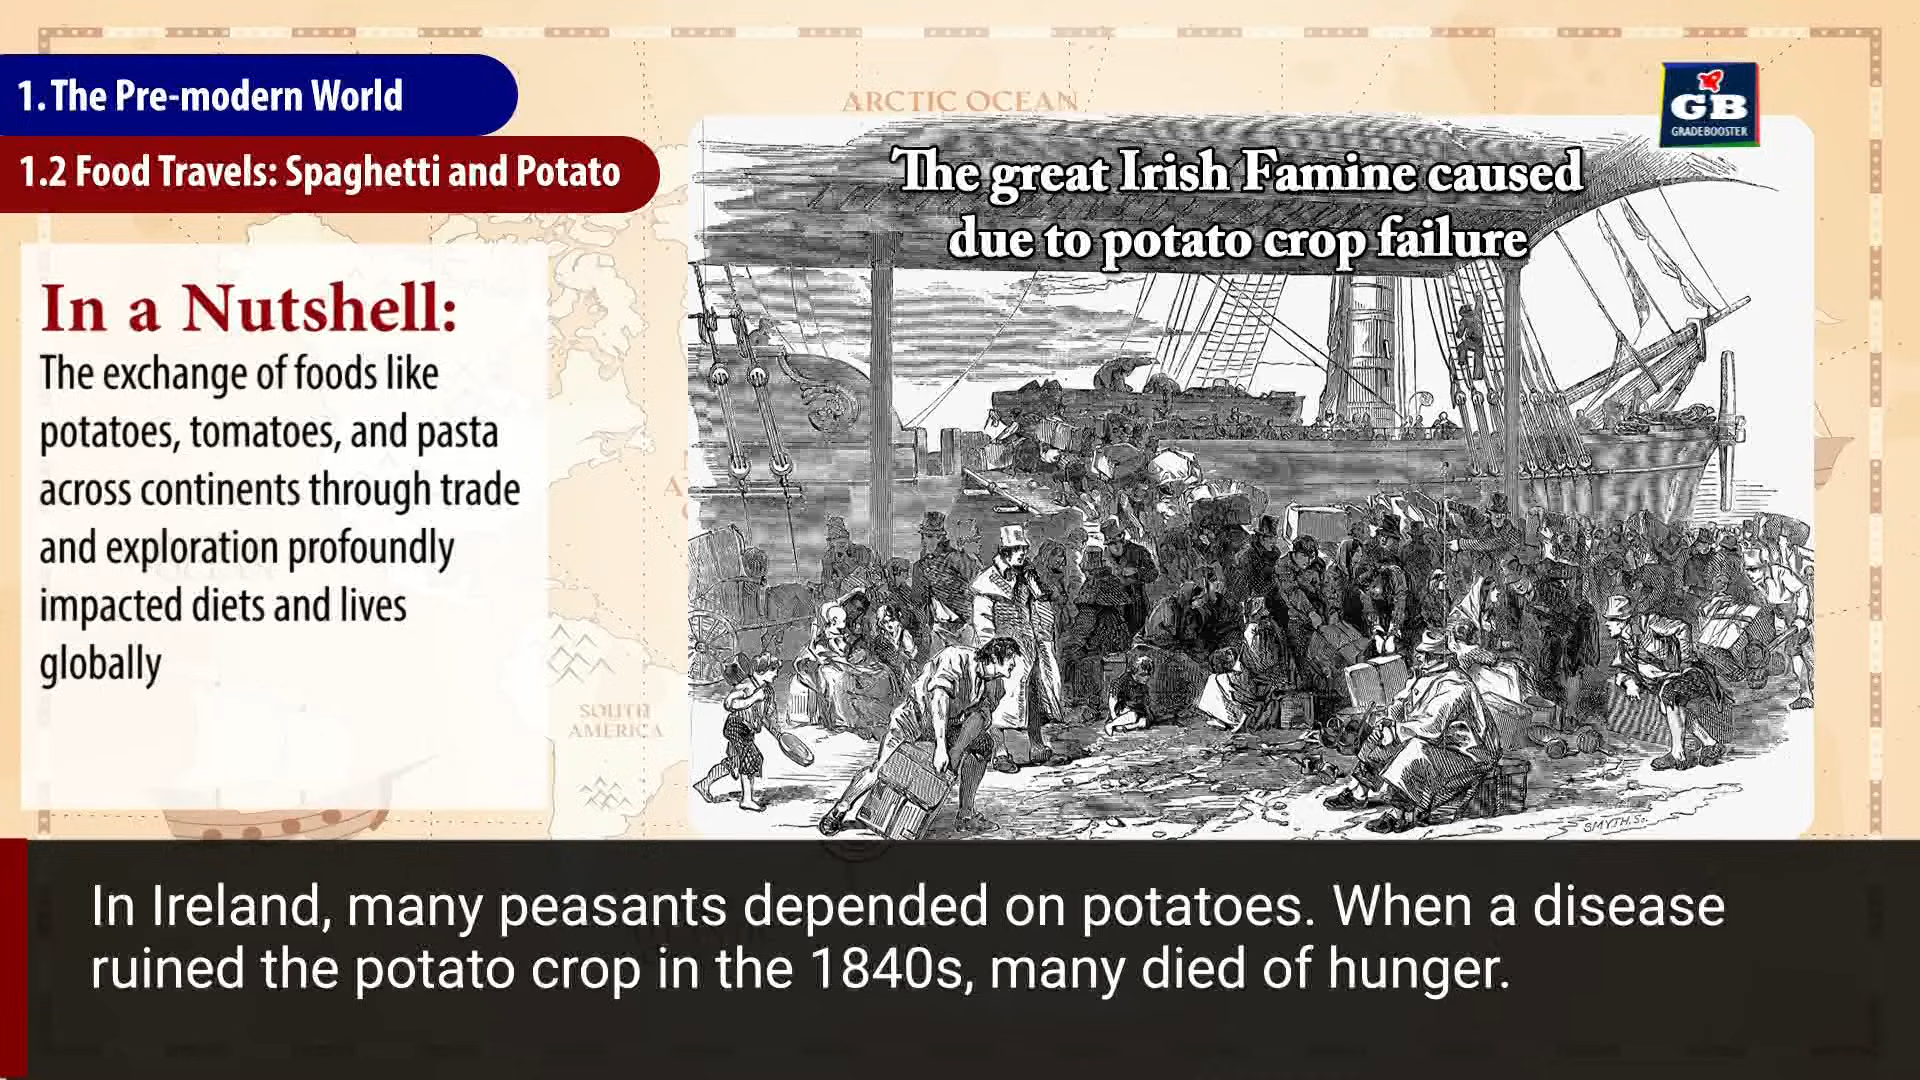 1. The Pre-modern World
1.2 Food Travels: Spaghetti and Potato
ARCTIC OCEAN
GB
GRADEBOOSTER
The great Irish Famine caused
due to potato crop failure
In a Nutshell:
The exchange of foods like
potatoes, tomatoes, and pasta
across continents through trade
and exploration profoundly
impacted diets and lives
globally
SOUTH
AMERICA
SMYTH.Sc.
In Ireland, many peasants depended on potatoes. When a disease
ruined the potato crop in the 1840s, many died of hunger.